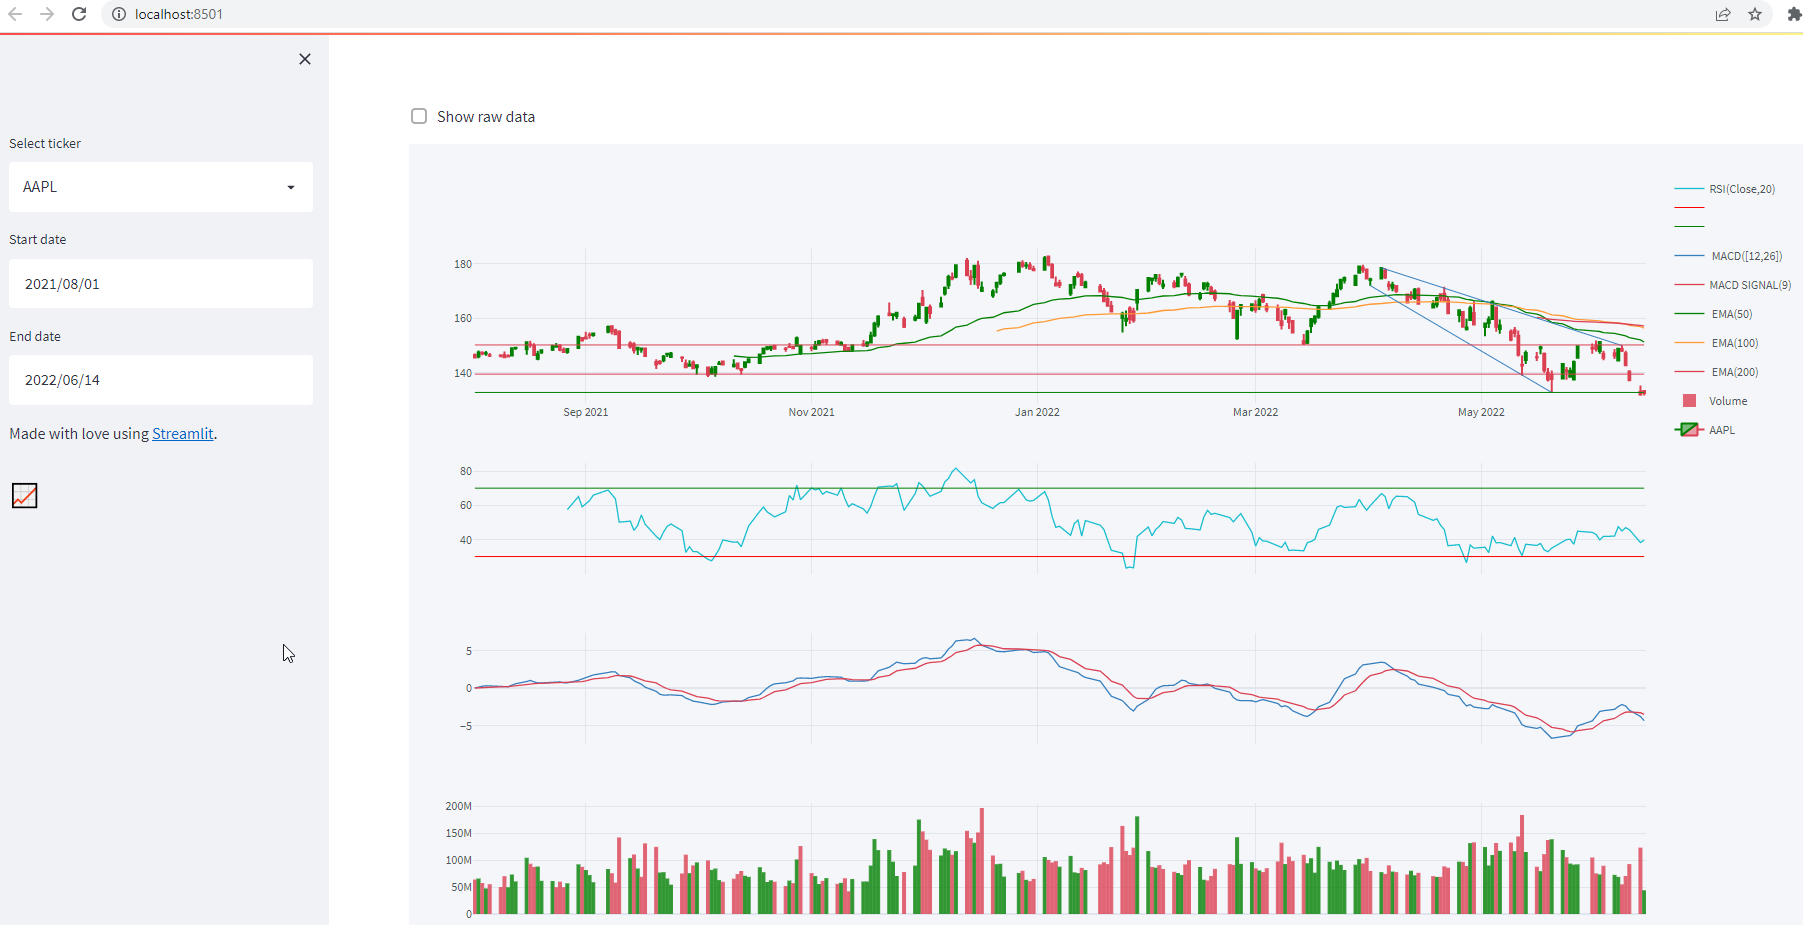 localhost:8501
Show raw data
Select ticker
AAPL
Start date
2021/08/01
End date
2022/06/14
Made with love using Streamlit.
RSI(Close,20)
MACD([12,26])
MACD SIGNAL(9)
EMA(50)
EMA(100)
EMA(200)
Volume
AAPL
180
160
140
Sep 2021 Nov 2021 Jan 2022 Mar 2022 May 2022
80
60
40
5
0
−5
200M
150M
100M
50M
0